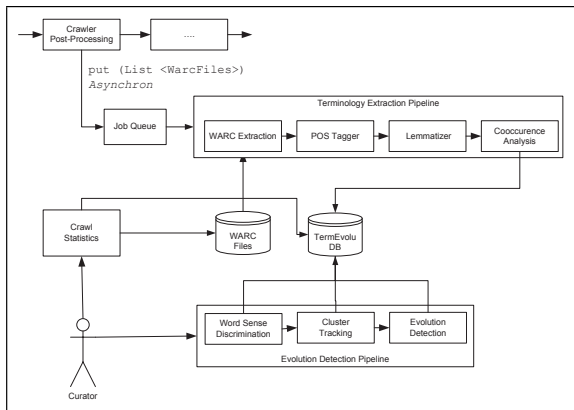 Crawler
Post-Processing
....
put (List <WarcFiles>)
Asynchron
Terminology Extraction Pipeline
Job Queue
WARC Extraction
POS Tagger
Lemmatizer
Cooccurence
Analysis
Crawl
Statistics
WARC
Files
TermEvolu
DB
Word Sense
Discrimination
Cluster
Tracking
Evolution
Detection
Evolution Detection Pipeline
Curator